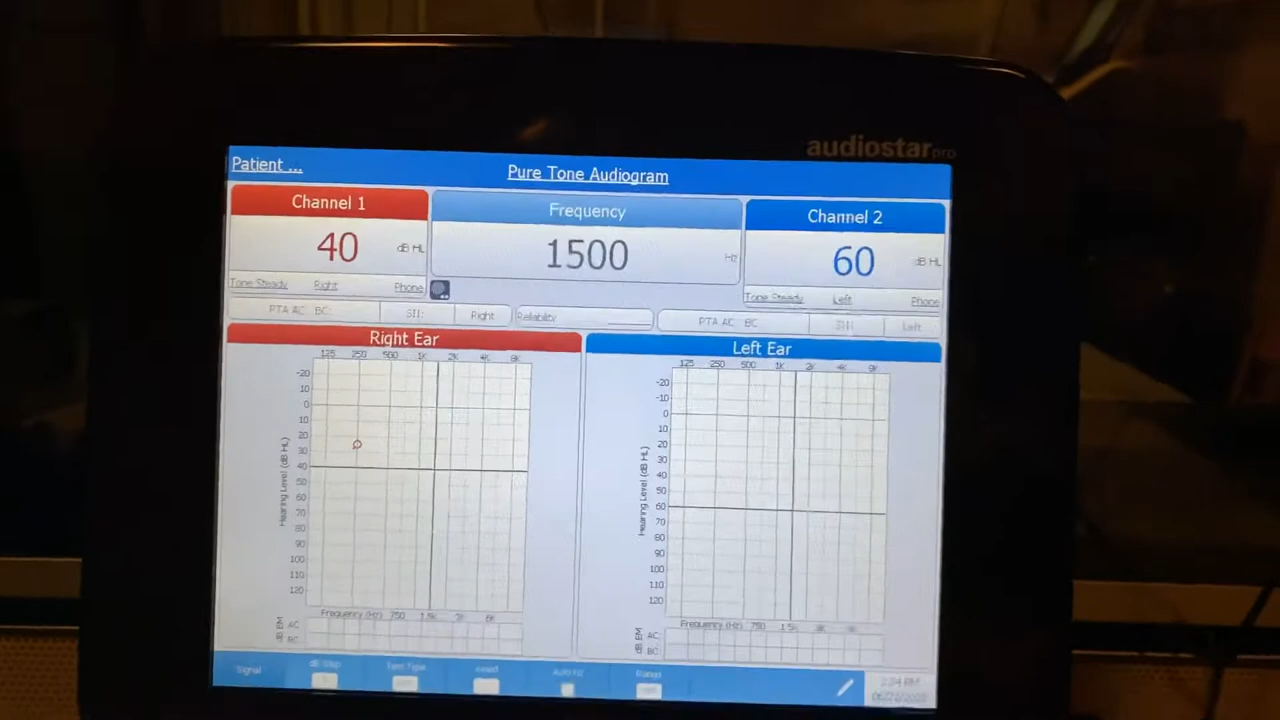 audiostar pro
Patient ...
Pure Tone Audiogram
Channel 1
Frequency
Channel 2
40 dB HL
1500 Hz
60 dB HL
Tone Steady Right Phone
Tone Steady Left Phone
PTA AC BC SII: Right Reliability PTA AC BC SII: Left
Right Ear
Left Ear
125 250 500 1K 2K 4K 8K
125 250 500 1K 2K 4K 8K
-20
10
0
10
20
30
40
50
60
70
80
90
100
110
120
Hearing Level (dB HL)
-20
-10
0
10
20
30
40
50
60
70
80
90
100
110
120
Hearing Level (dB HL)
Frequency (Hz) 750 1.5K
Frequency (Hz) 750 1.5K
dB EM AC
BC
dB EM AC
BC
Signal dB Step Test Type Range